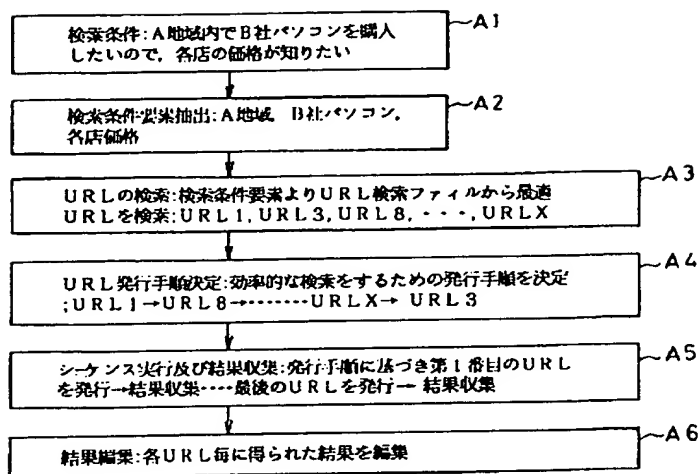 検索条件:A地域内でB社パソコンを購入 A1
したいので,各店の価格が知りたい
検索条件要素抽出:A地域,B社パソコン, A2
各店価格
URLの検索:検索条件要素よりURL検索ファイルから最適 A3
URLを検索;URL1,URL3,URL8,・・・,URLX
URL発行手順決定:効率的な検索をするための発行手順を決定 A4
;URL1→URL8→・・・・・・・URLX→ URL3
シーケンス実行及び結果収集:発行手順に基づき第1番目のURL A5
を発行→結果収集・・・・最後のURLを発行→ 結果収集
結果編集:各URL毎に得られた結果を編集 A6